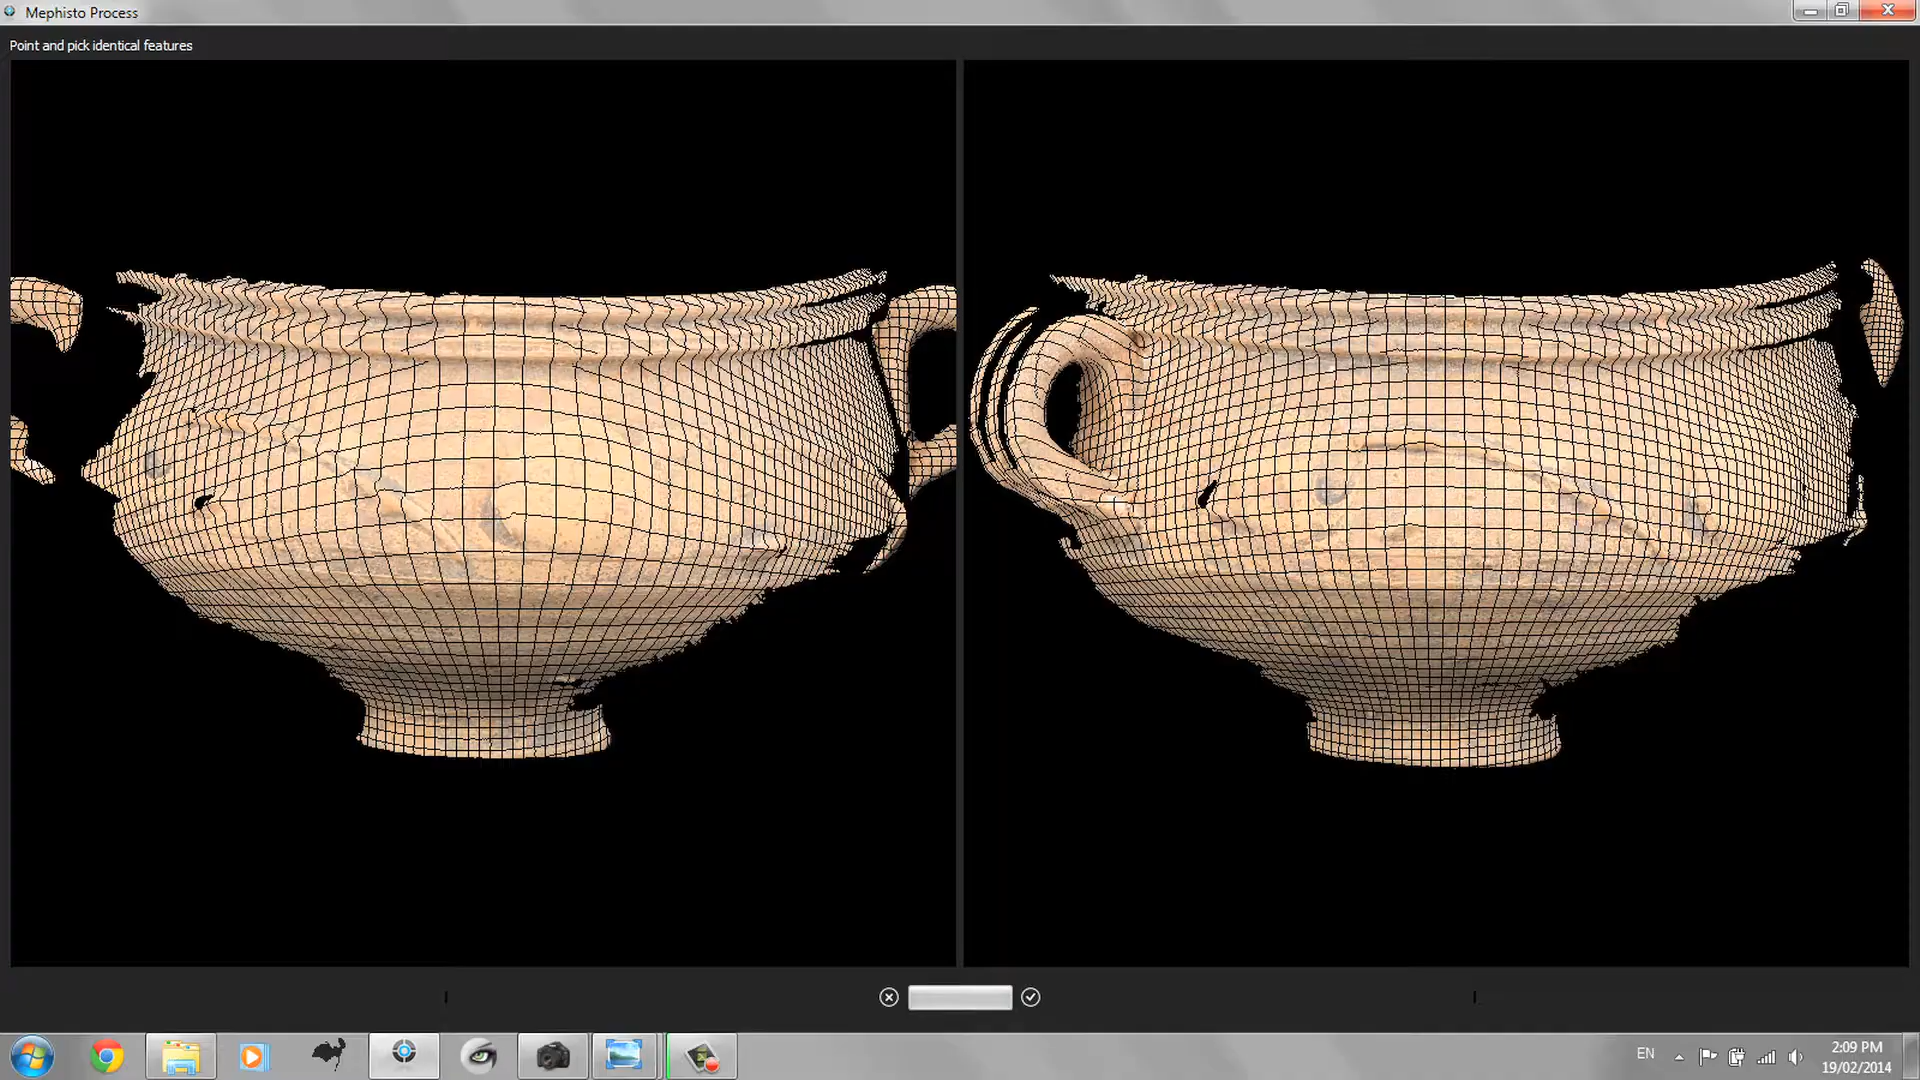 Mephisto Process
Point and pick identical features
EN
2:09 PM
19/02/2014